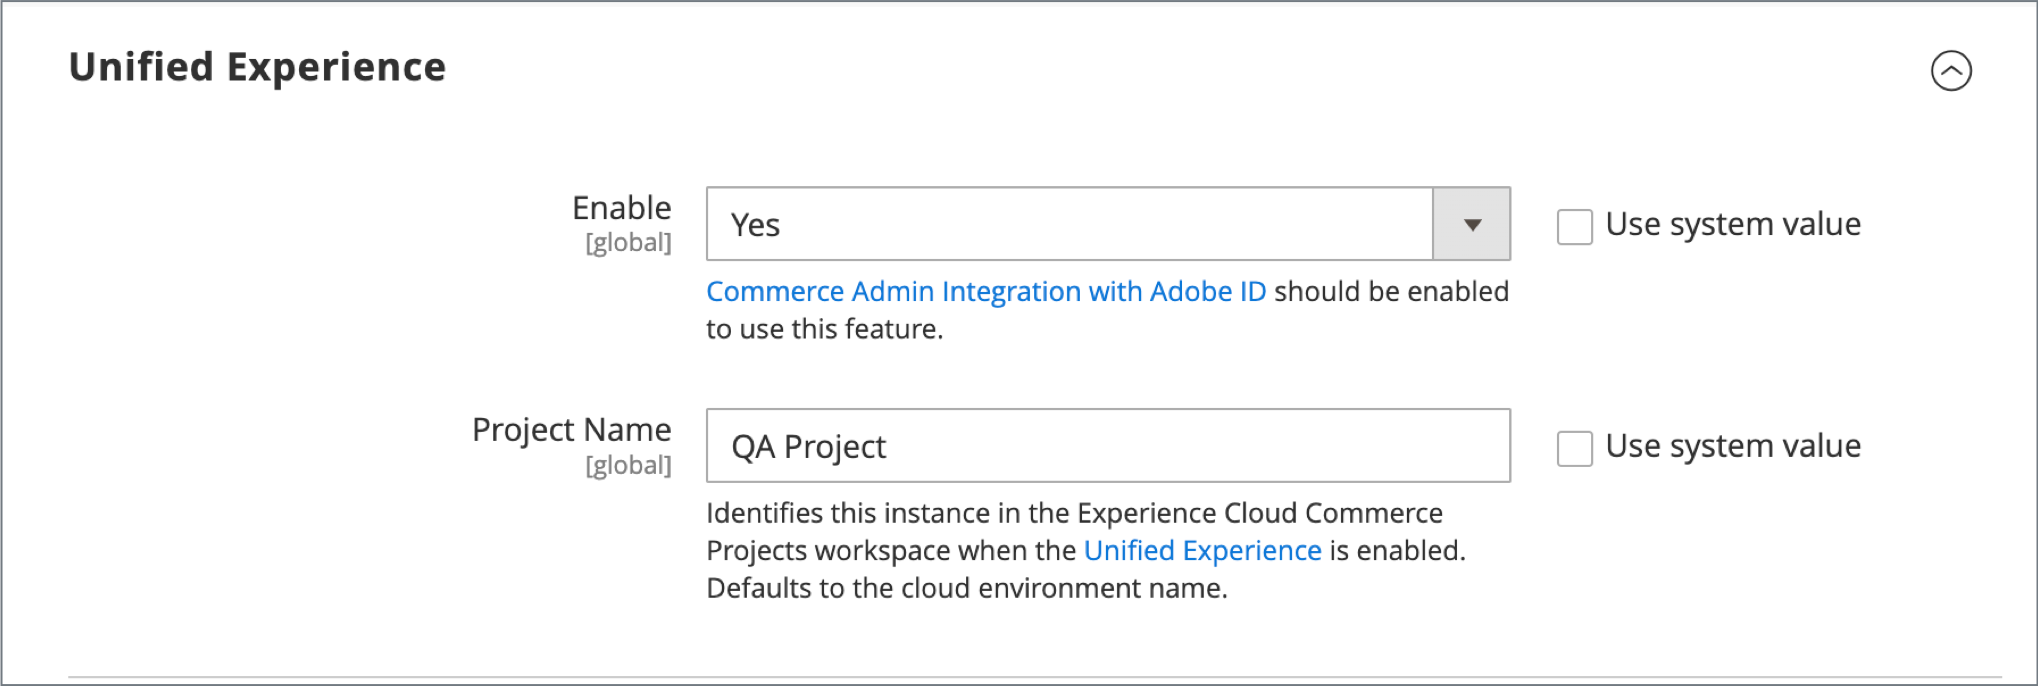 Unified Experience
Enable
[global]
Yes
Use system value
Commerce Admin Integration with Adobe ID should be enabled
to use this feature.
Project Name
[global]
QA Project
Use system value
Identifies this instance in the Experience Cloud Commerce
Projects workspace when the Unified Experience is enabled.
Defaults to the cloud environment name.